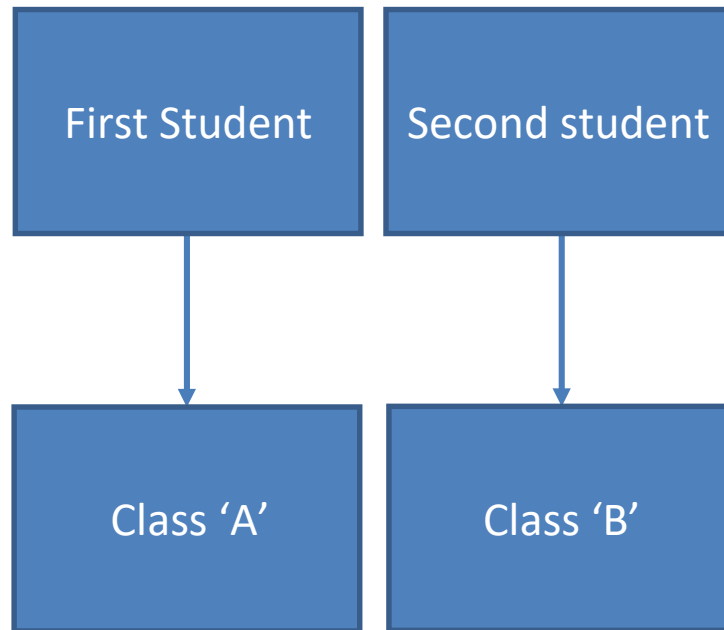 First Student
Second student
Class ‘A’
Class ‘B’